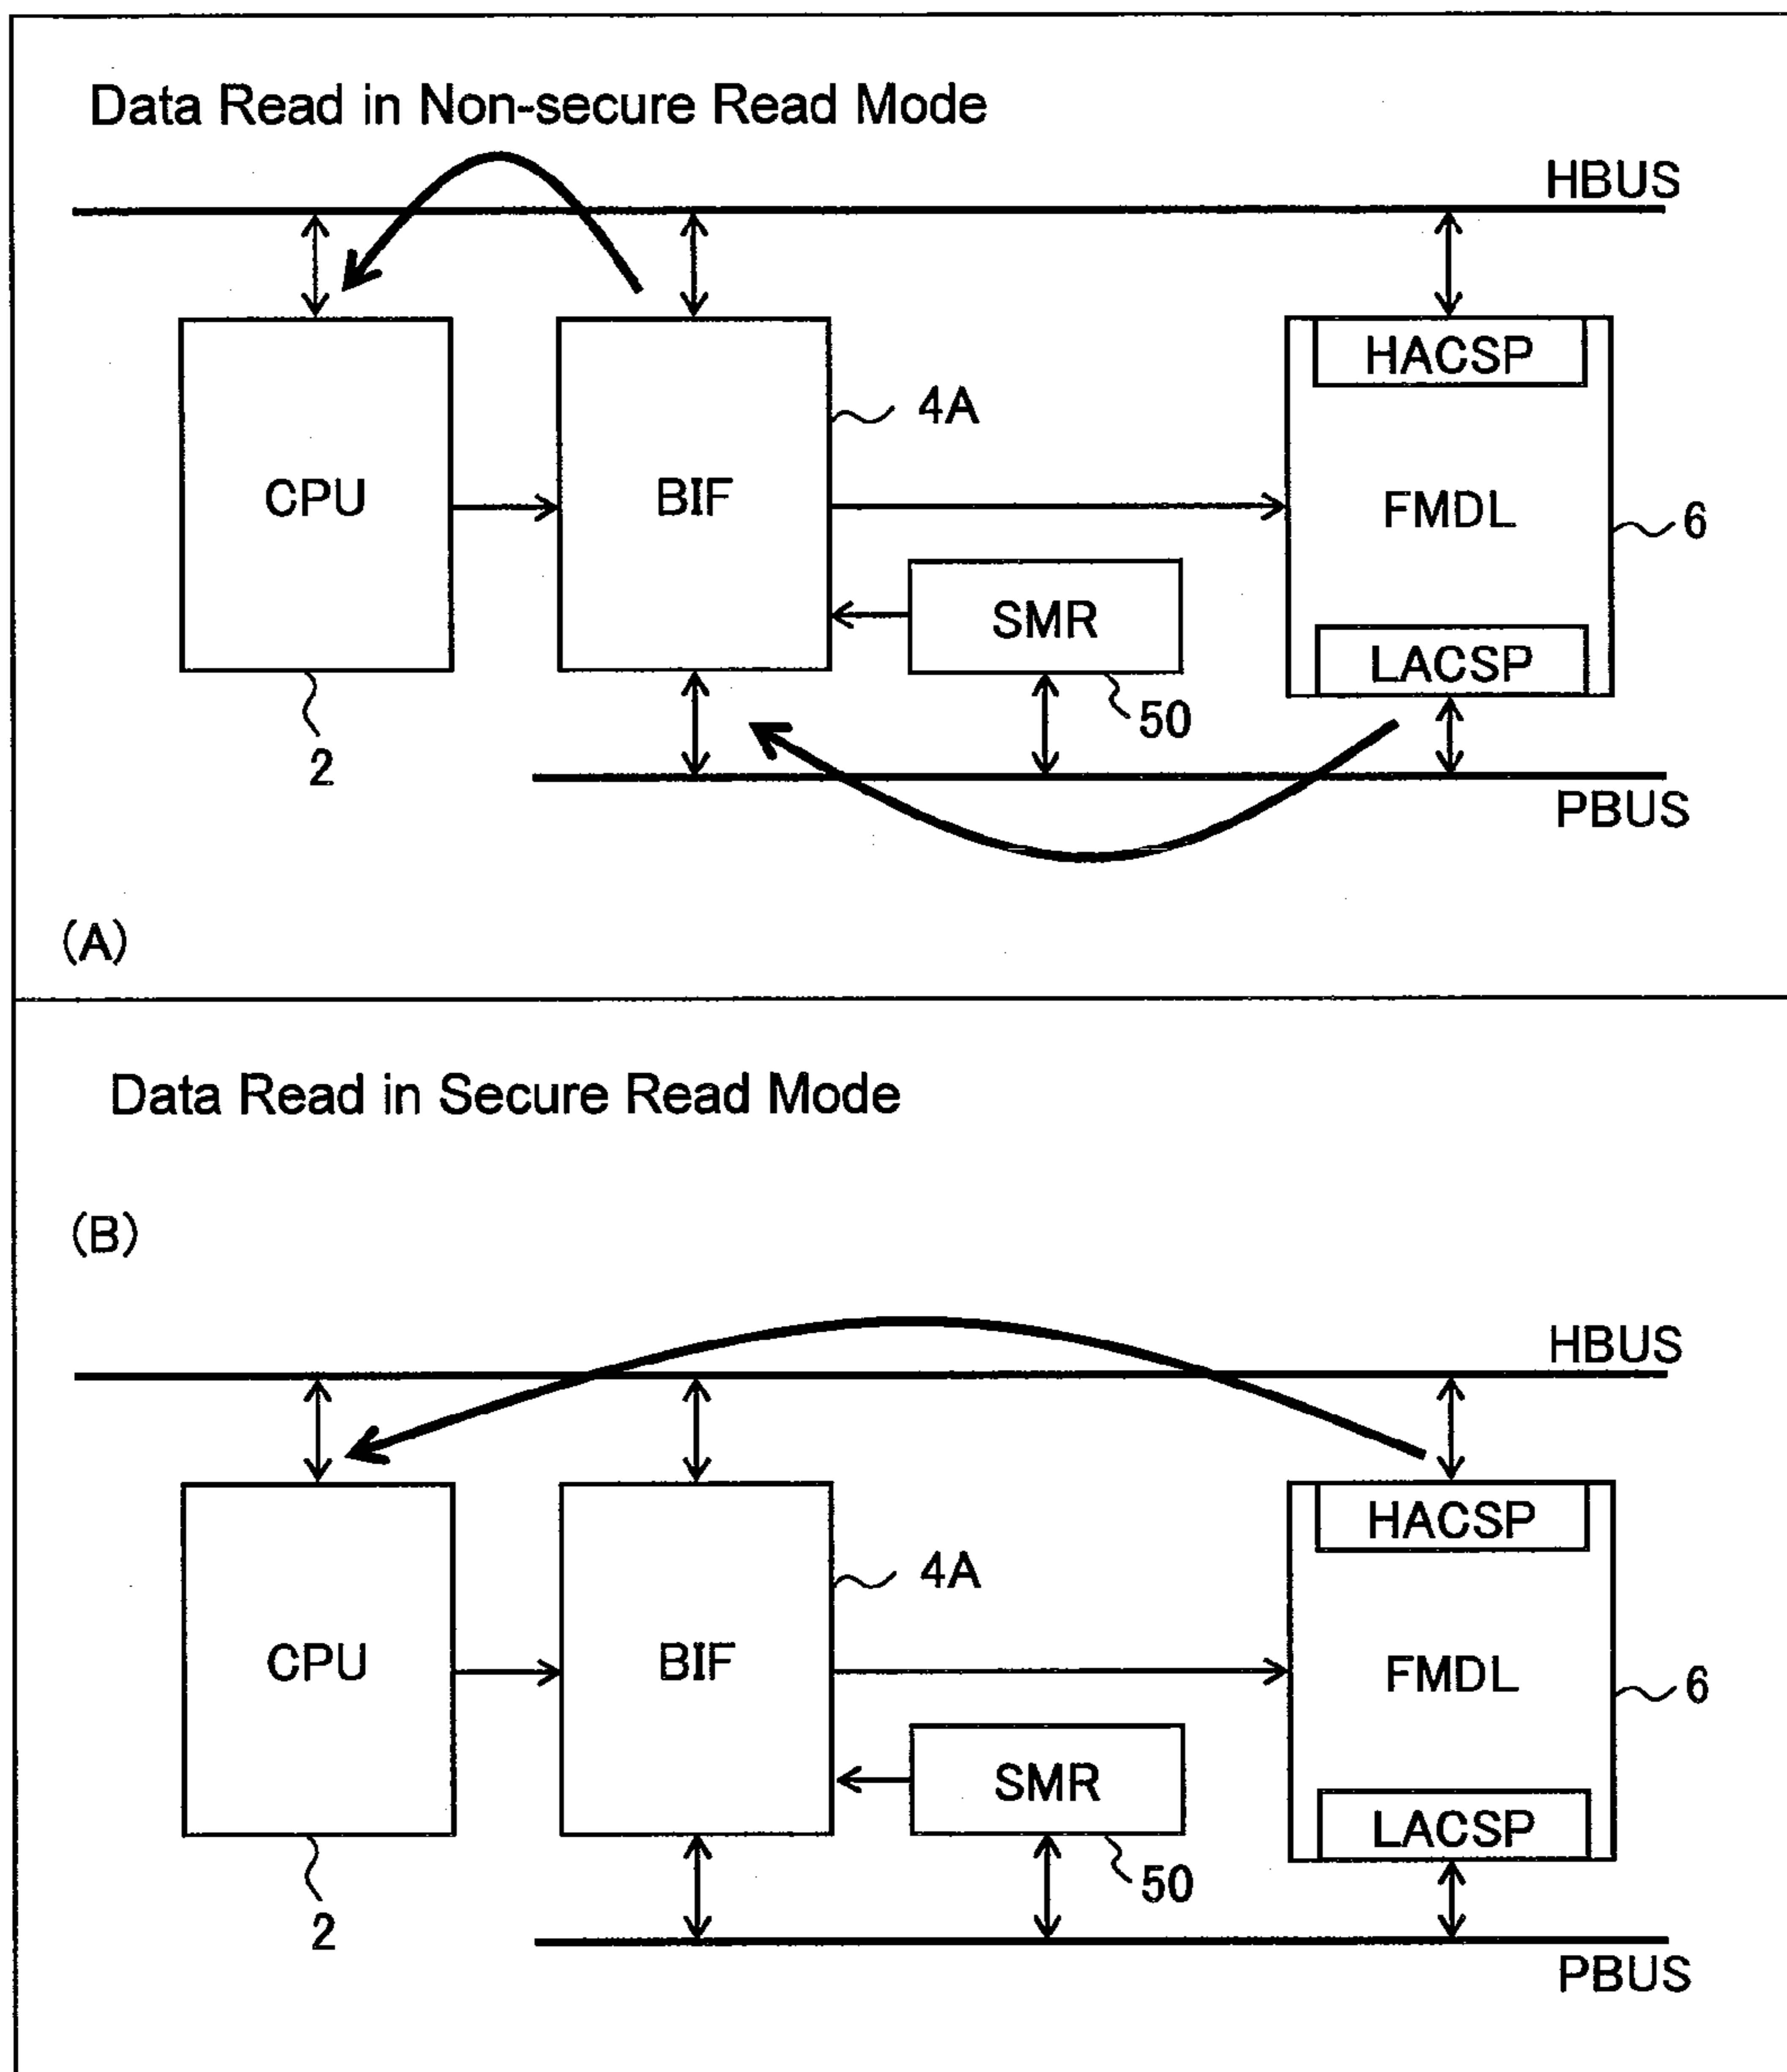 Data Read in Non-secure Read Mode
HBUS
HACSP
4A
CPU
BIF
FMDL
6
SMR
LACSP
50
2
PBUS
(A)
Data Read in Secure Read Mode
(B)
HBUS
HACSP
4A
CPU
BIF
FMDL
6
SMR
LACSP
50
2
PBUS